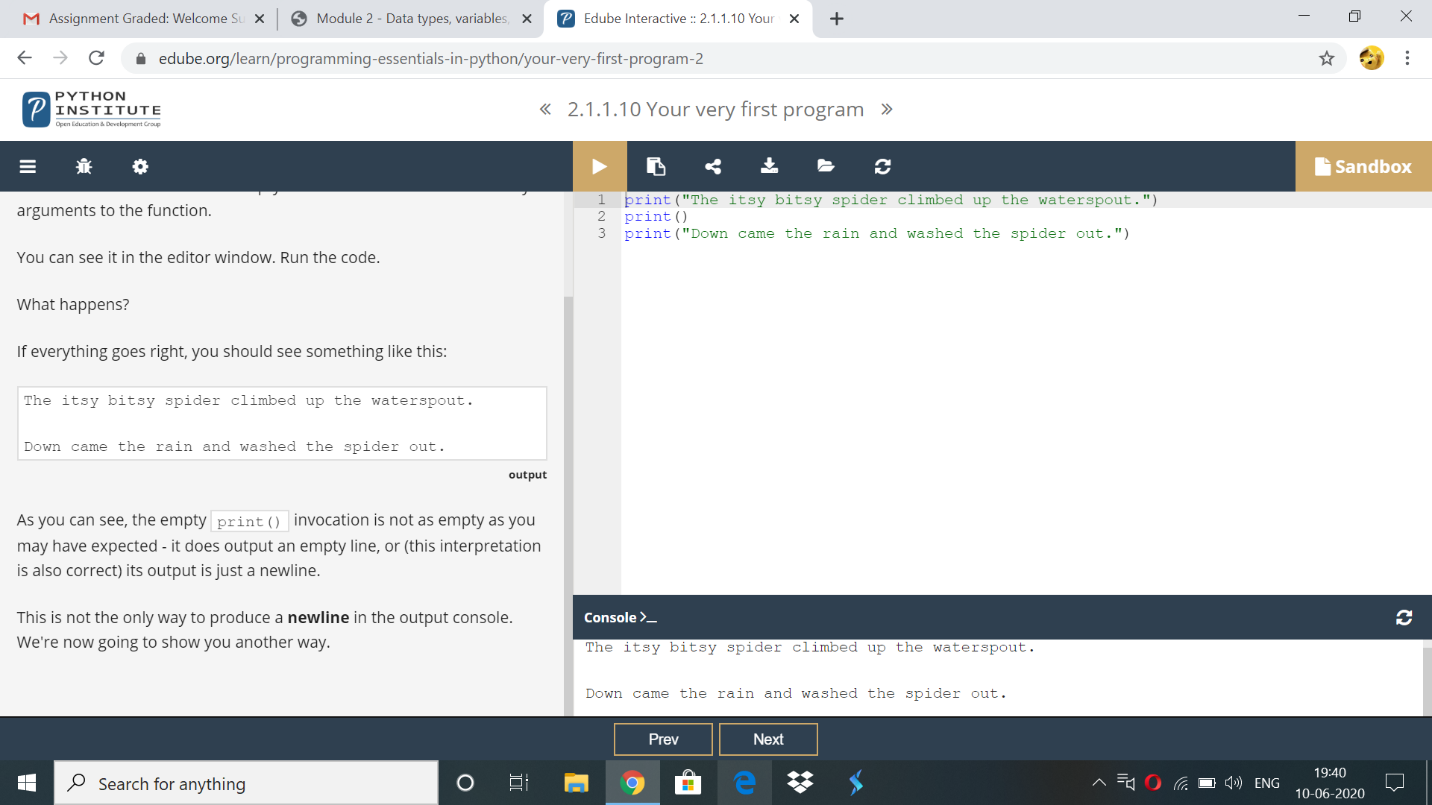 Assignment Graded: Welcome Su
Module 2 - Data types, variables,
Edube Interactive :: 2.1.1.10 Your
edube.org/learn/programming-essentials-in-python/your-very-first-program-2
PYTHON
INSTITUTE
Open Education & Development Group
« 2.1.1.10 Your very first program »
Sandbox
arguments to the function.
You can see it in the editor window. Run the code.
What happens?
If everything goes right, you should see something like this:
The itsy bitsy spider climbed up the waterspout.
Down came the rain and washed the spider out.
output
As you can see, the empty print() invocation is not as empty as you
may have expected - it does output an empty line, or (this interpretation
is also correct) its output is just a newline.
This is not the only way to produce a newline in the output console.
We're now going to show you another way.
1 print("The itsy bitsy spider climbed up the waterspout.")
2 print()
3 print("Down came the rain and washed the spider out.")
Console >_
The itsy bitsy spider climbed up the waterspout.
Down came the rain and washed the spider out.
Prev
Next
Search for anything
ENG
19:40
10-06-2020